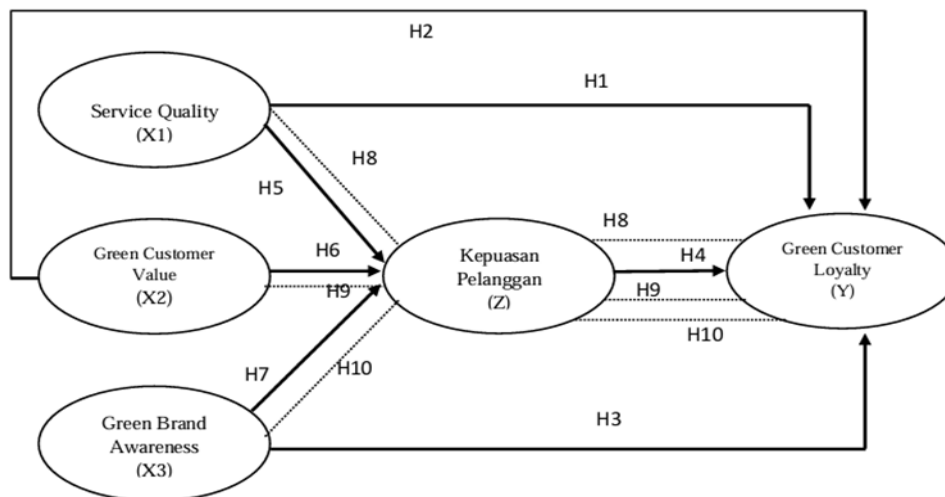 H2
H1
Service Quality
(X1)
H8
H5
H8
Green Customer
Value
(X2)
H6
H9
Kepuasan
Pelanggan
(Z)
H4
H9
H10
Green Customer
Loyalty
(Y)
H7
H10
Green Brand
Awareness
(X3)
H3